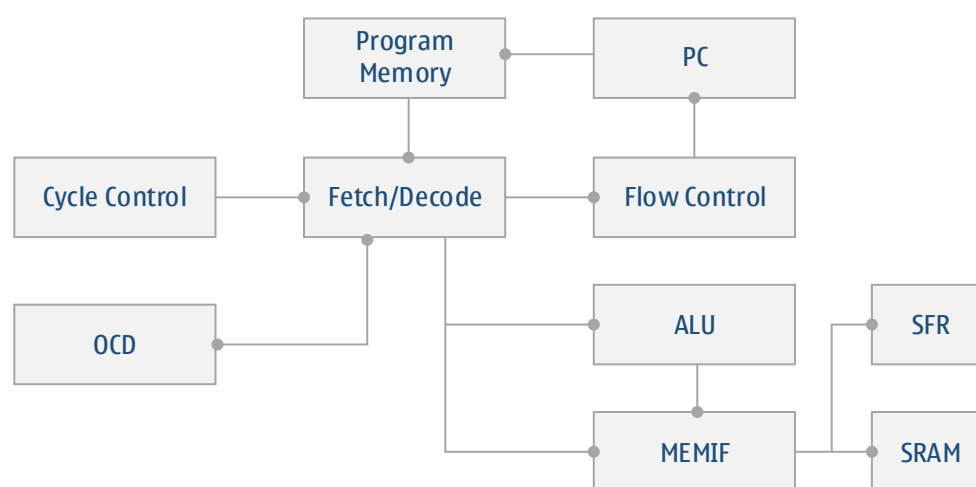 Program
Memory
PC
Cycle Control
Fetch/Decode
Flow Control
OCD
ALU
SFR
MEMIF
SRAM